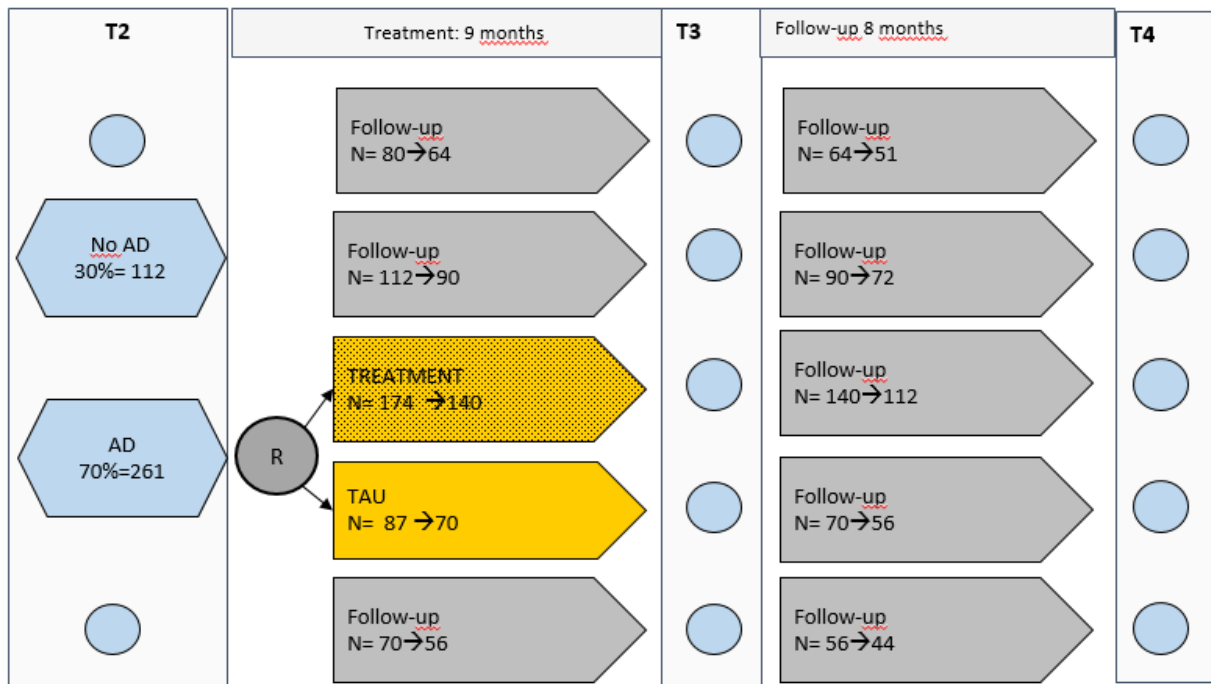 T2
Treatment: 9 months
T3
Follow-up 8 months
T4
Follow-up
N= 80→64
Follow-up
N= 64→51
No AD
30%= 112
Follow-up
N= 112→90
Follow-up
N= 90→72
TREATMENT
N= 174 →140
Follow-up
N= 140→112
AD
70%=261
R
TAU
N= 87 →70
Follow-up
N= 70→56
Follow-up
N= 70→56
Follow-up
N= 56→44